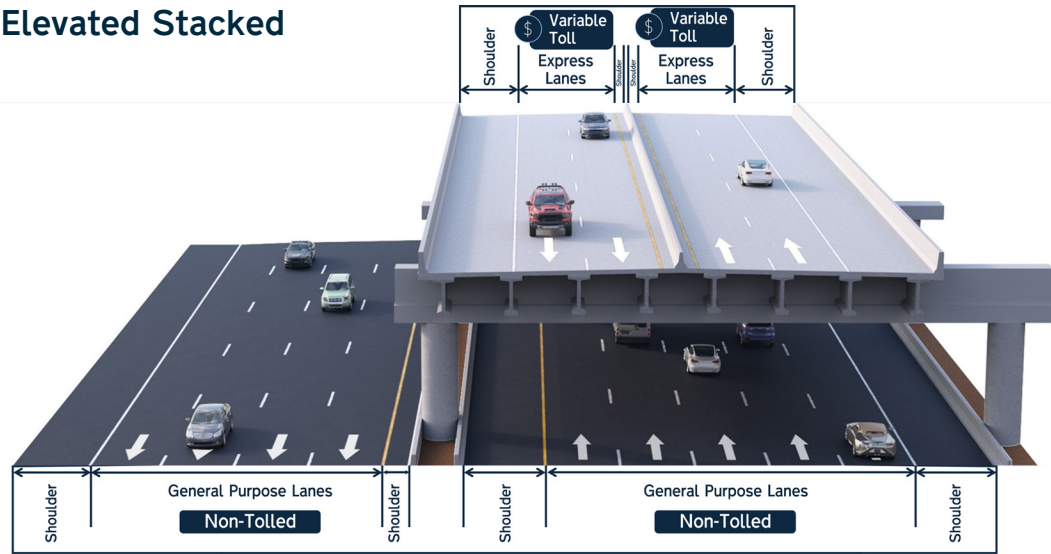 Elevated Stacked
Shoulder
$ Variable
Toll
Express
Lanes
Shoulder
Shoulder
$ Variable
Toll
Express
Lanes
Shoulder
Shoulder
General Purpose Lanes
Non-Tolled
Shoulder
Shoulder
General Purpose Lanes
Non-Tolled
Shoulder